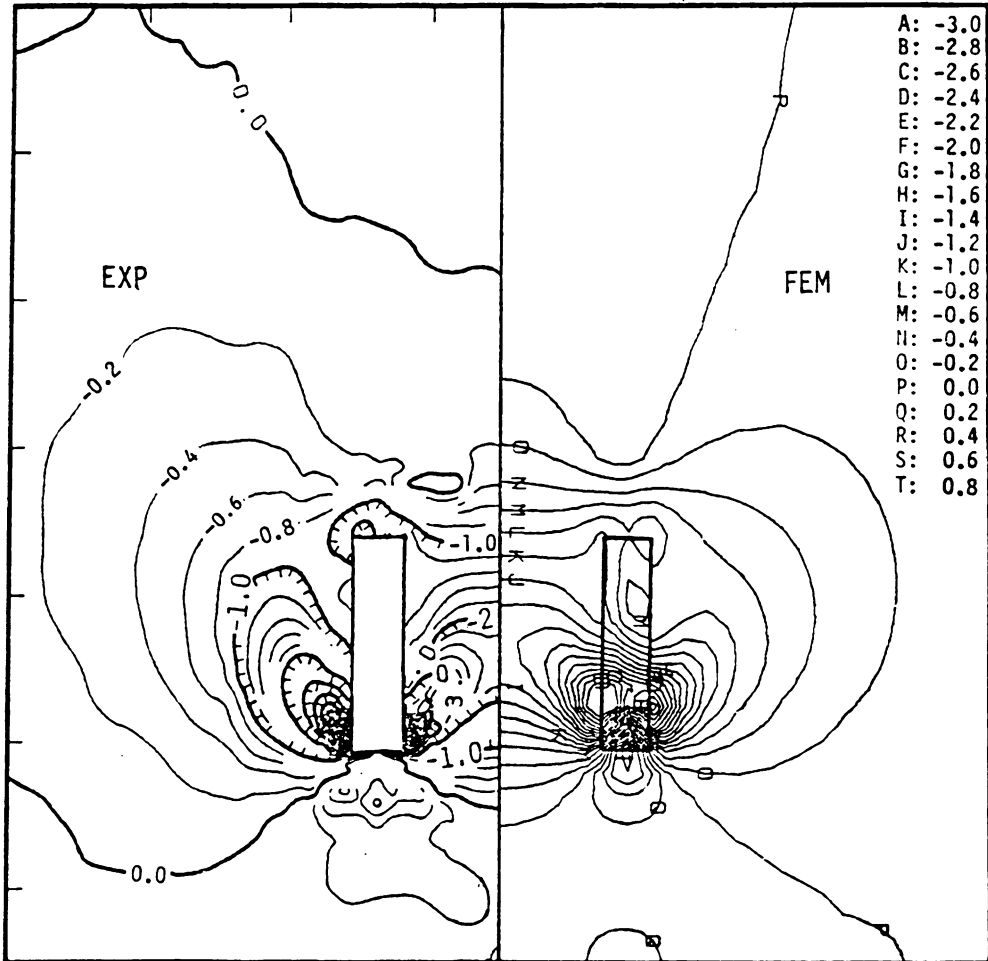 A: -3.0
B: -2.8
C: -2.6
D: -2.4
E: -2.2
F: -2.0
G: -1.8
H: -1.6
I: -1.4
J: -1.2
K: -1.0
L: -0.8
M: -0.6
N: -0.4
O: -0.2
P: 0.0
Q: 0.2
R: 0.4
S: 0.6
T: 0.8
EXP
FEM
0.0
P
-0.2
-0.4
-0.6
-0.8
-1.0
-1.0
-2
-1.0
0.0
O
N
M
L
K
J
O